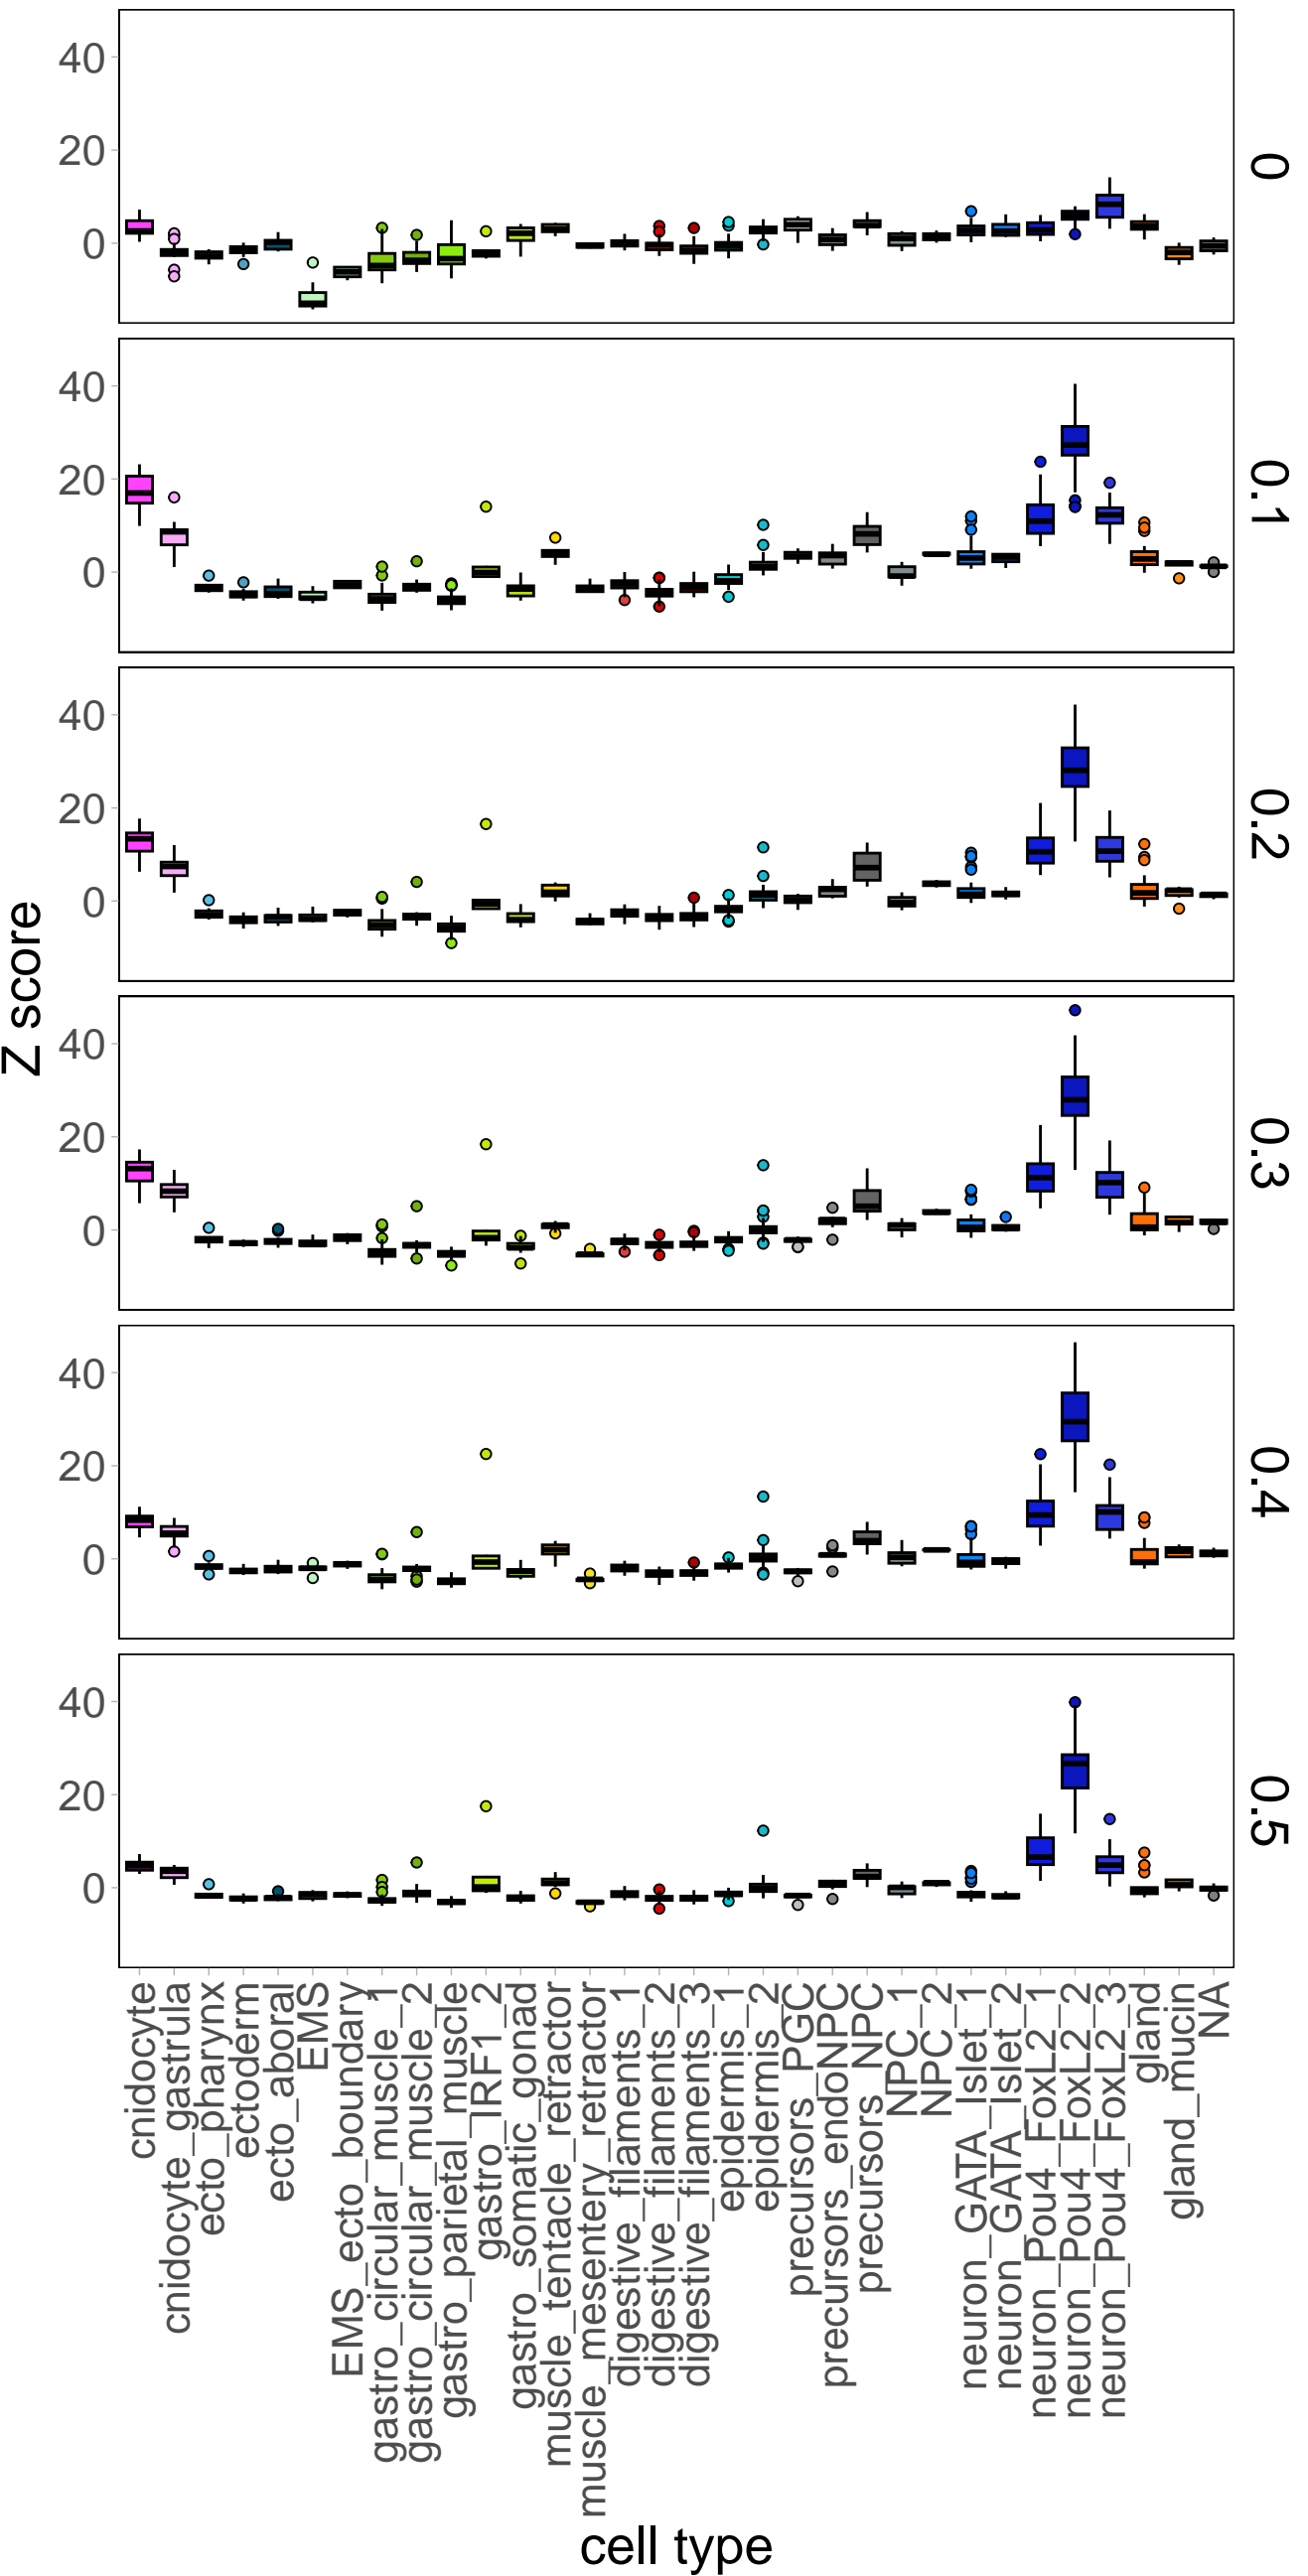 40
20
0
0
40
20
0
0.1
40
20
0
0.2
Z score
40
20
0
0.3
40
20
0
0.4
40
20
0
0.5
cnidocyte
cnidocyte_gastrula
ecto_pharynx
ectoderm
ecto_aboral
EMS
EMS_ecto_boundary
gastro_circular_muscle_1
gastro_circular_muscle_2
gastro_parietal_muscle
gastro_IRF1_2
gastro_somatic_gonad
muscle_tentacle_retractor
muscle_mesentery_retractor
digestive_filaments_1
digestive_filaments_2
digestive_filaments_3
epidermis_1
epidermis_2
precursors_PGC
precursors_endoNPC
precursors_NPC
NPC_1
NPC_2
neuron_GATA_Islet_1
neuron_GATA_Islet_2
neuron_Pou4_FoxL2_1
neuron_Pou4_FoxL2_2
neuron_Pou4_FoxL2_3
gland
gland_mucin
NA
cell type